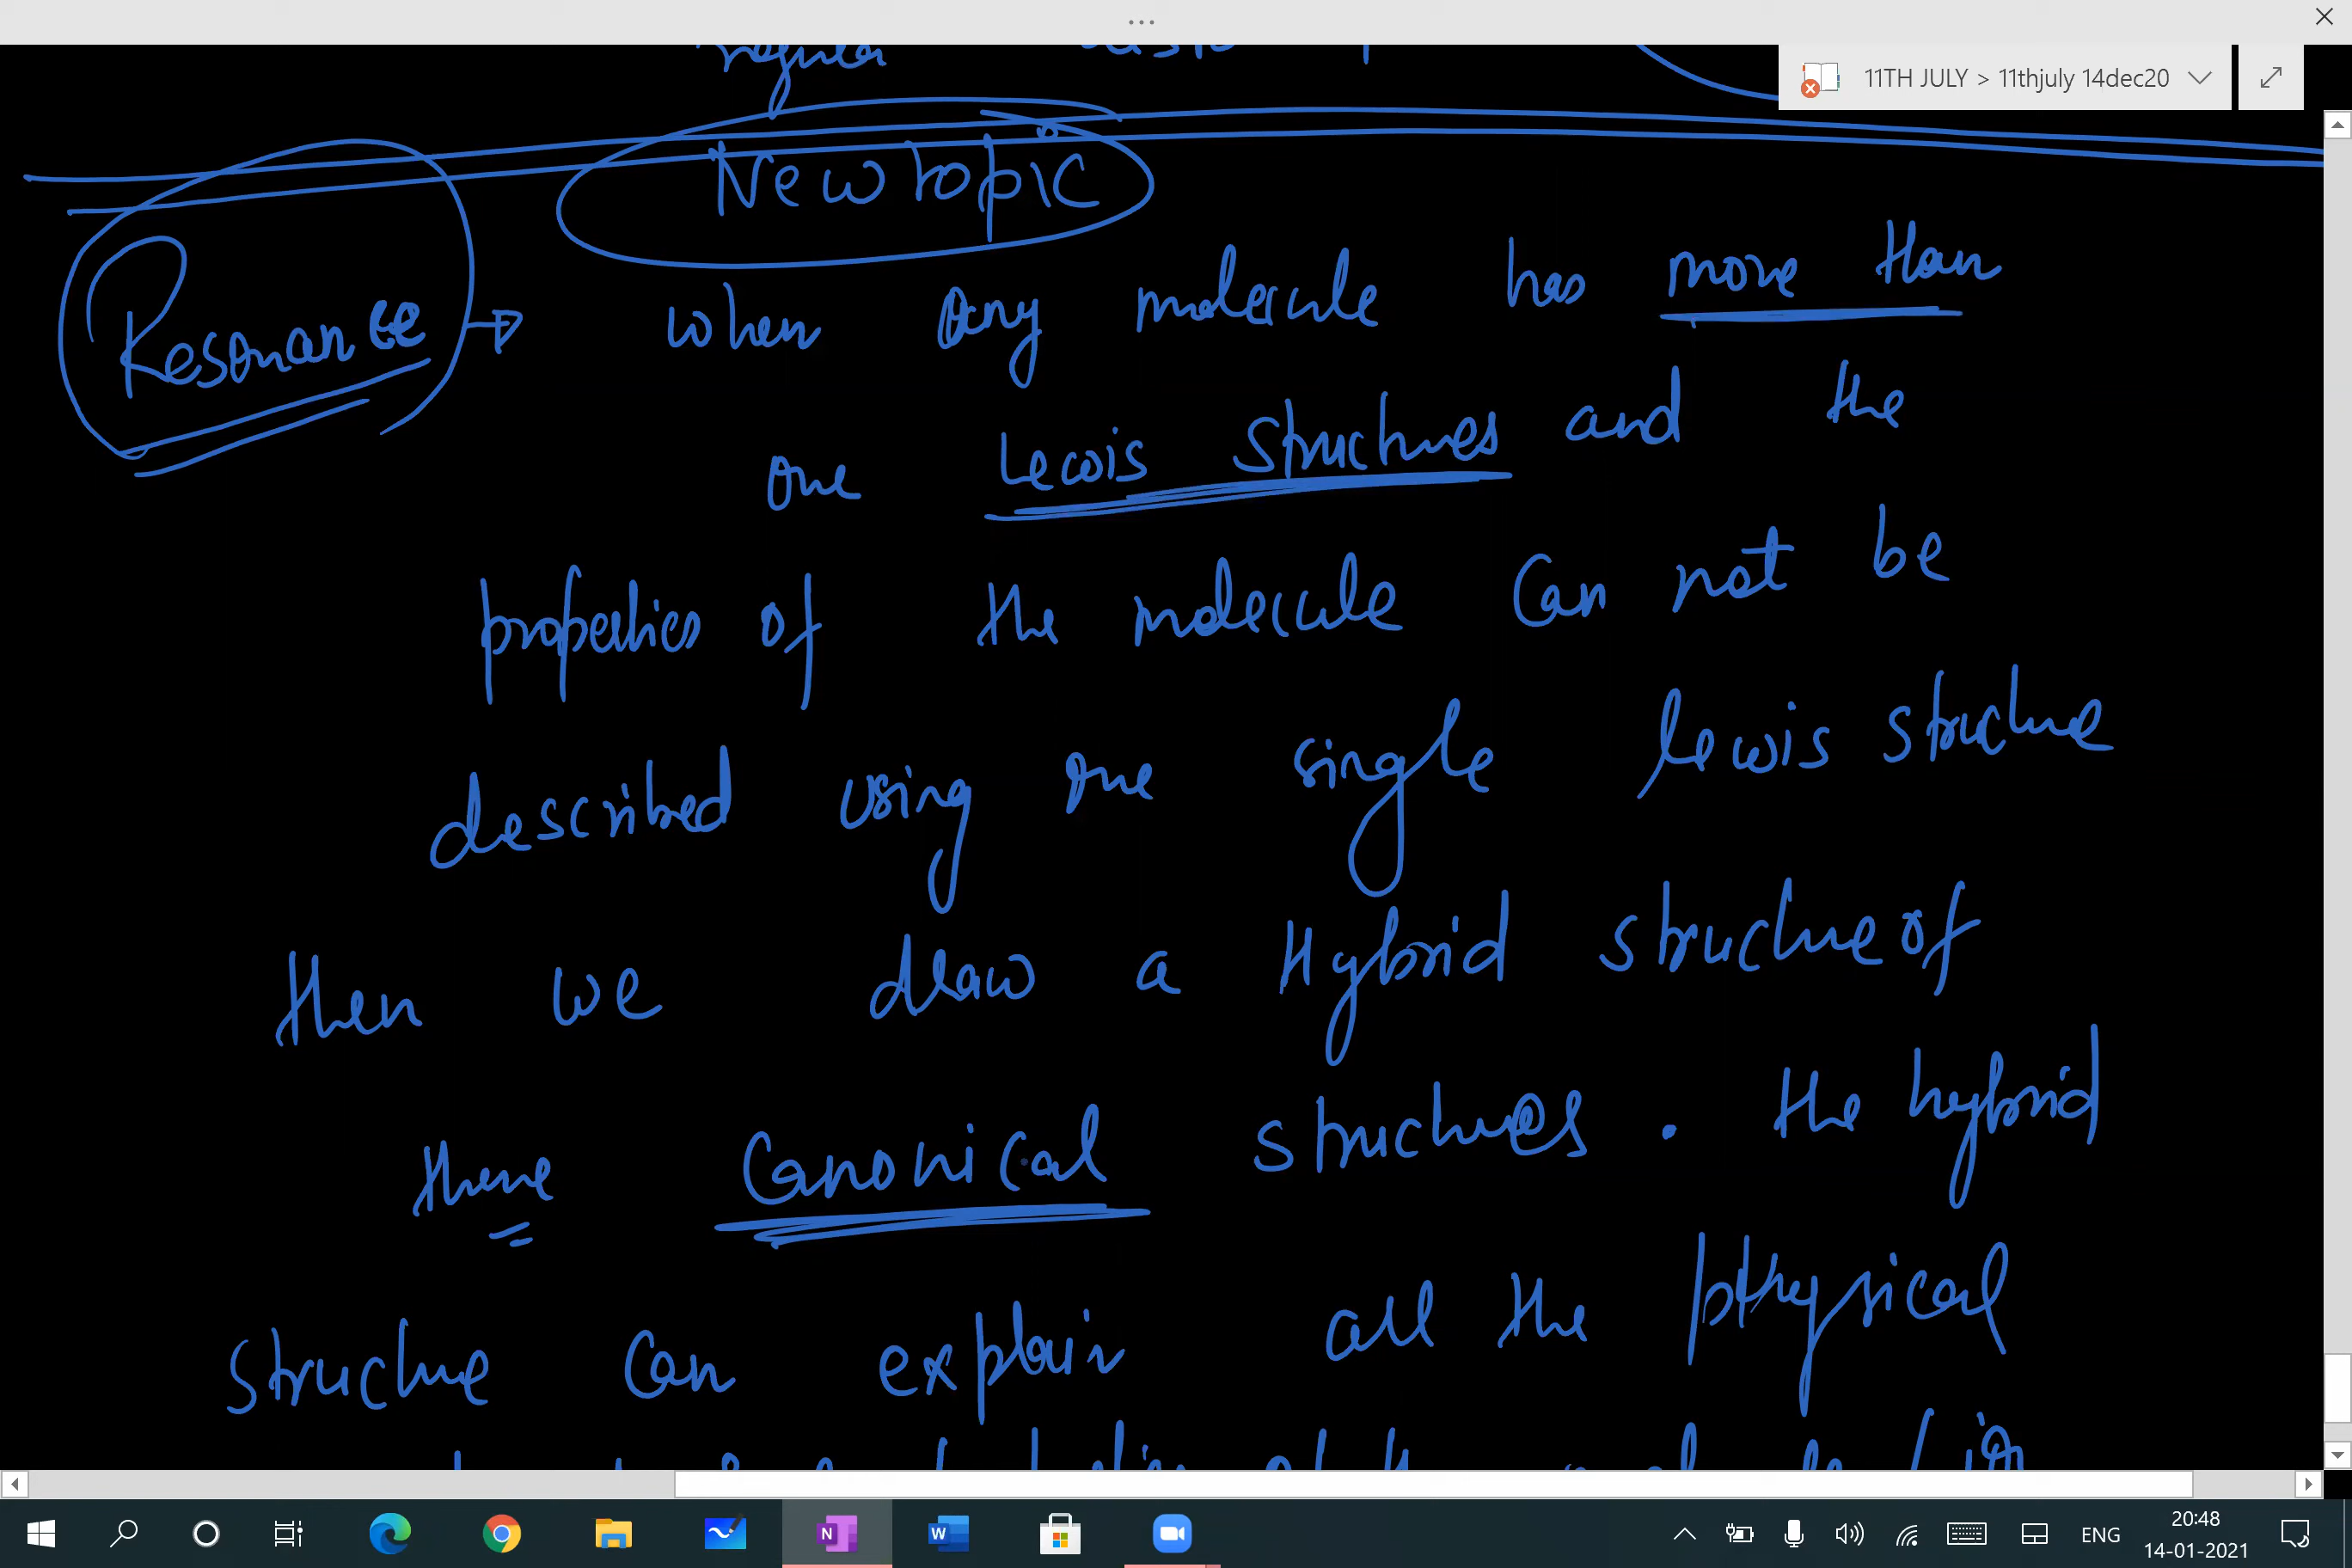 ...
11TH JULY > 11thjuly 14dec20
New topic
Resonance → when any molecule has more than
one Lewis structures and the
properties of the molecule can not be
described using one single lewis structure
then we draw a Hybrid structure of
there Canonical structures . the hybrid
structure can explain all the physical
ENG
20:48
14-01-2021